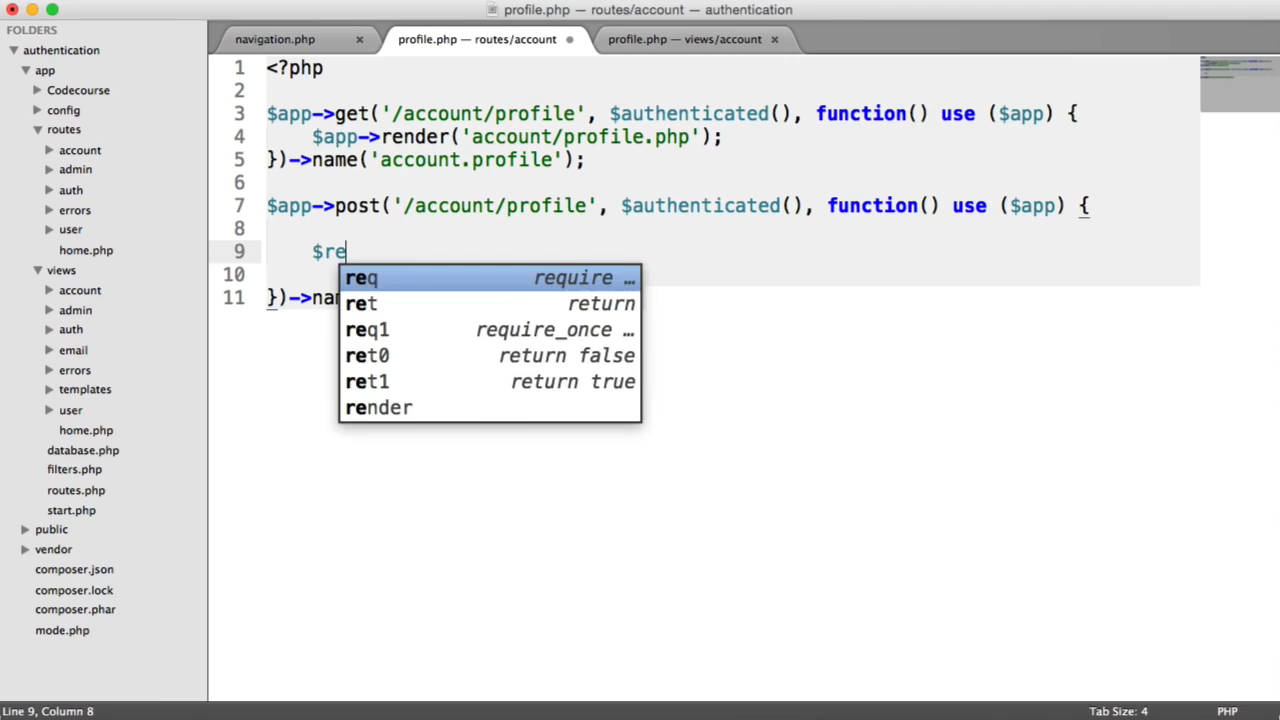 profile.php — routes/account — authentication
FOLDERS
authentication
app
Codecourse
config
routes
account
admin
auth
errors
user
home.php
views
account
admin
auth
email
errors
templates
user
home.php
database.php
filters.php
routes.php
start.php
public
vendor
composer.json
composer.lock
composer.phar
mode.php
navigation.php ×
profile.php — routes/account
profile.php — views/account ×
1 <?php
2
3 $app->get('/account/profile', $authenticated(), function() use ($app) {
4 $app->render('account/profile.php');
5 })->name('account.profile');
6
7 $app->post('/account/profile', $authenticated(), function() use ($app) {
8
9 $re
10
11 })->nam
req require …
ret return
req1 require_once …
ret0 return false
ret1 return true
render
Line 9, Column 8
Tab Size: 4
PHP